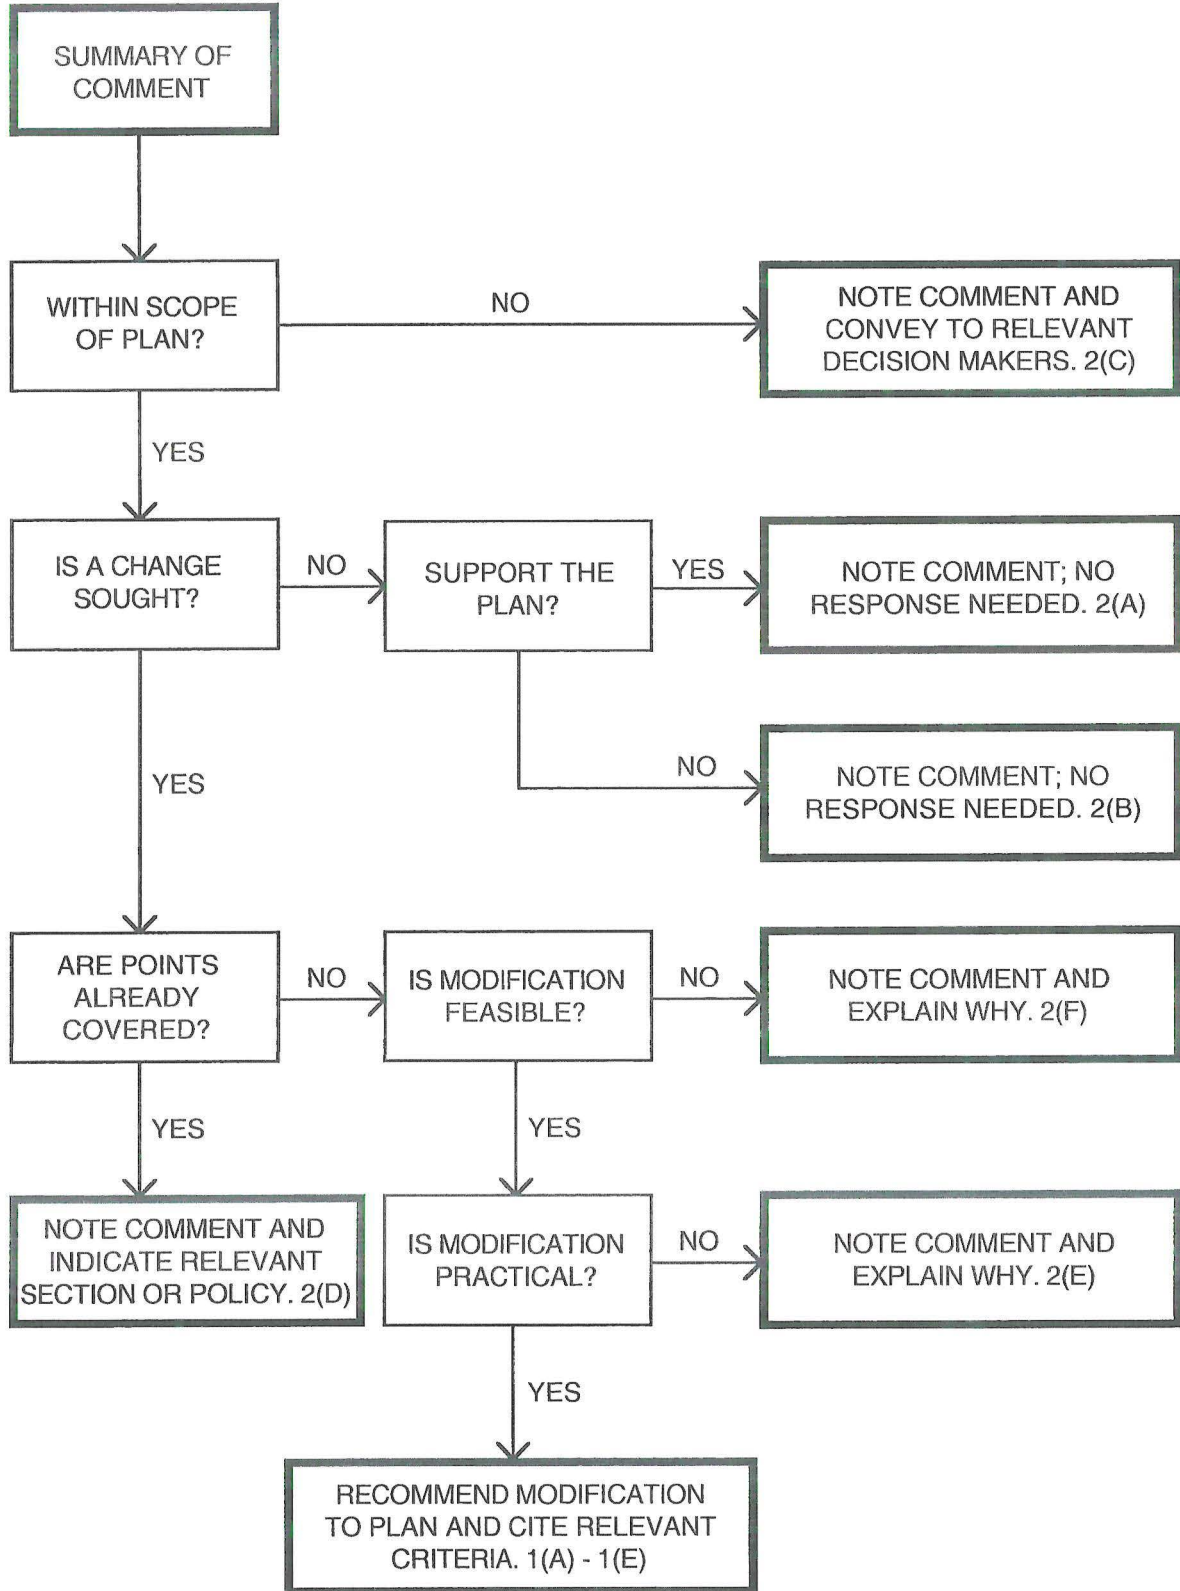 SUMMARY OF
COMMENT
WITHIN SCOPE
OF PLAN?
NO
NOTE COMMENT AND
CONVEY TO RELEVANT
DECISION MAKERS. 2(C)
YES
IS A CHANGE
SOUGHT?
NO
SUPPORT THE
PLAN?
YES
NOTE COMMENT; NO
RESPONSE NEEDED. 2(A)
NO
NOTE COMMENT; NO
RESPONSE NEEDED. 2(B)
YES
ARE POINTS
ALREADY
COVERED?
NO
IS MODIFICATION
FEASIBLE?
NO
NOTE COMMENT AND
EXPLAIN WHY. 2(F)
YES
NOTE COMMENT AND
INDICATE RELEVANT
SECTION OR POLICY. 2(D)
YES
IS MODIFICATION
PRACTICAL?
NO
NOTE COMMENT AND
EXPLAIN WHY. 2(E)
YES
RECOMMEND MODIFICATION
TO PLAN AND CITE RELEVANT
CRITERIA. 1(A) - 1(E)